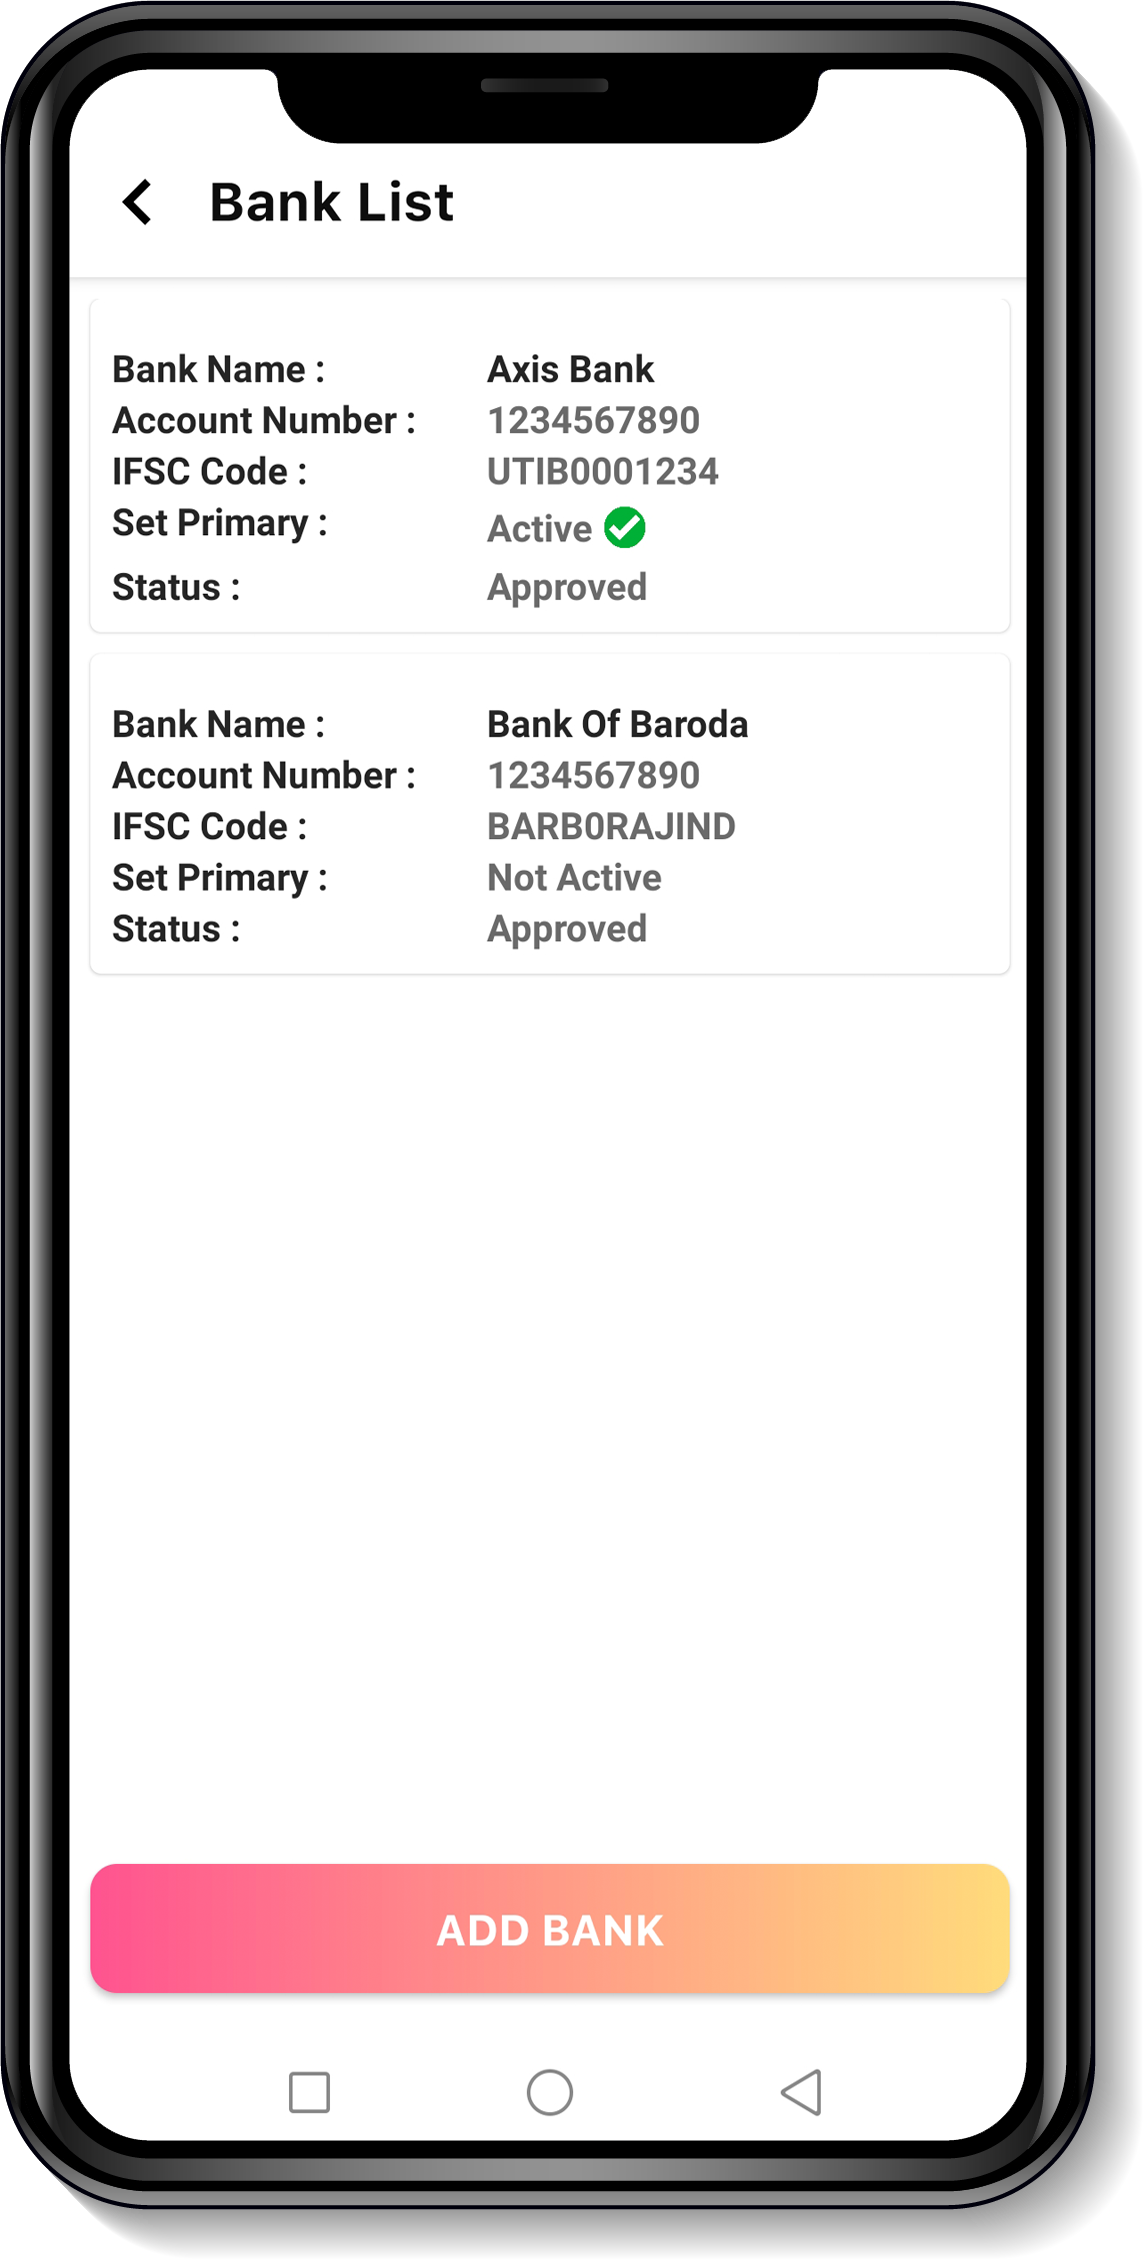 Bank List
Bank Name : Axis Bank
Account Number : 1234567890
IFSC Code : UTIB0001234
Set Primary : Active
Status : Approved
Bank Name : Bank Of Baroda
Account Number : 1234567890
IFSC Code : BARB0RAJIND
Set Primary : Not Active
Status : Approved
ADD BANK